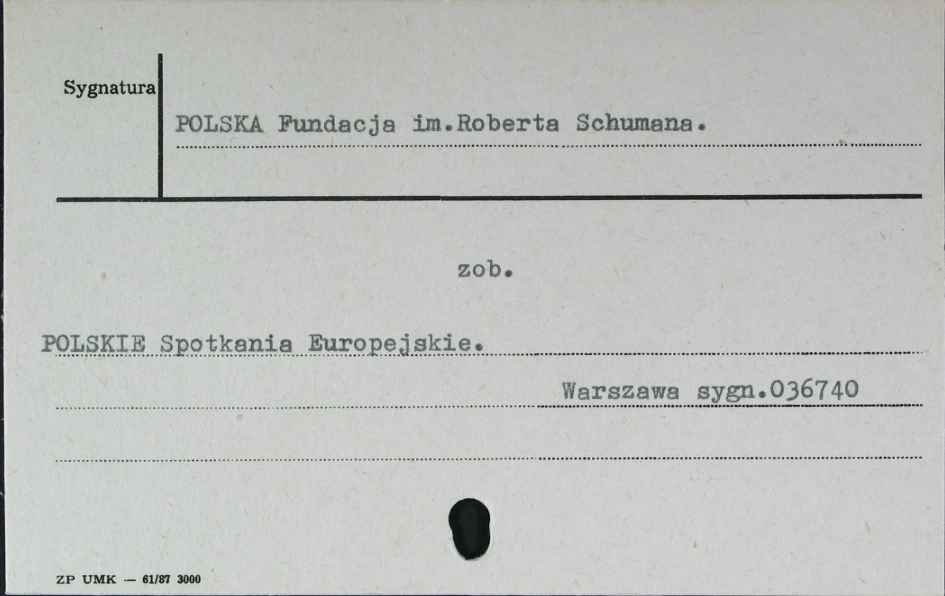 Sygnatura
POLSKA Fundacja im.Roberta Schumana.
zob.
POLSKIE Spotkania Europejskie.
Warszawa sygn.036740
ZP UMK — 61/87 3000